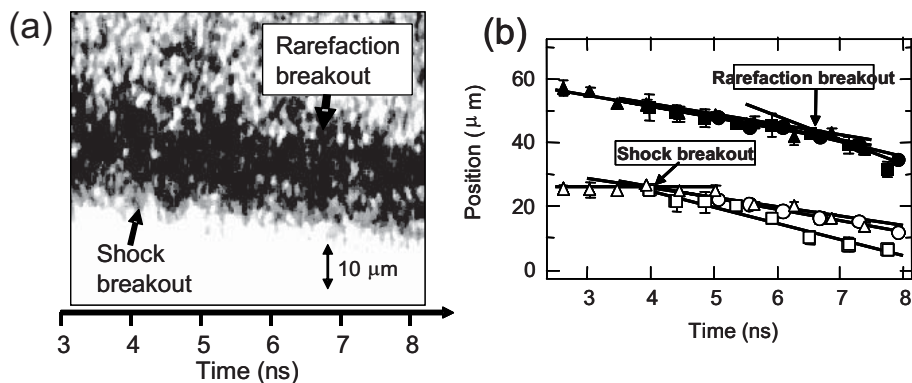 (a)
Rarefaction
breakout
Shock
breakout
10 μm
3 4 5 6 7 8
Time (ns)
(b)
Position (μm)
60
40
20
0
Rarefaction breakout
Shock breakout
3 4 5 6 7 8
Time (ns)